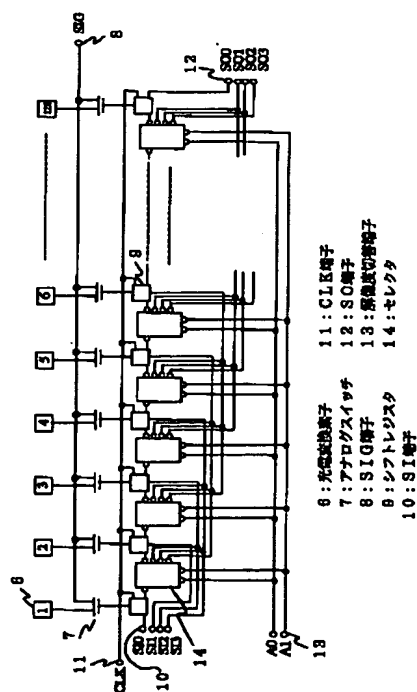 SIG
8
6
1
2
3
4
5
6
7
11
CLK
9
12
SO0
SO1
SO2
SO3
SI0
SI1
SI2
SI3
10
14
A0
A1
13
6:光電変換素子
7:アナログスイッチ
8:SIG端子
9:シフトレジスタ
10:SI端子
11:CLK端子
12:SO端子
13:解像度切替端子
14:セレクタ